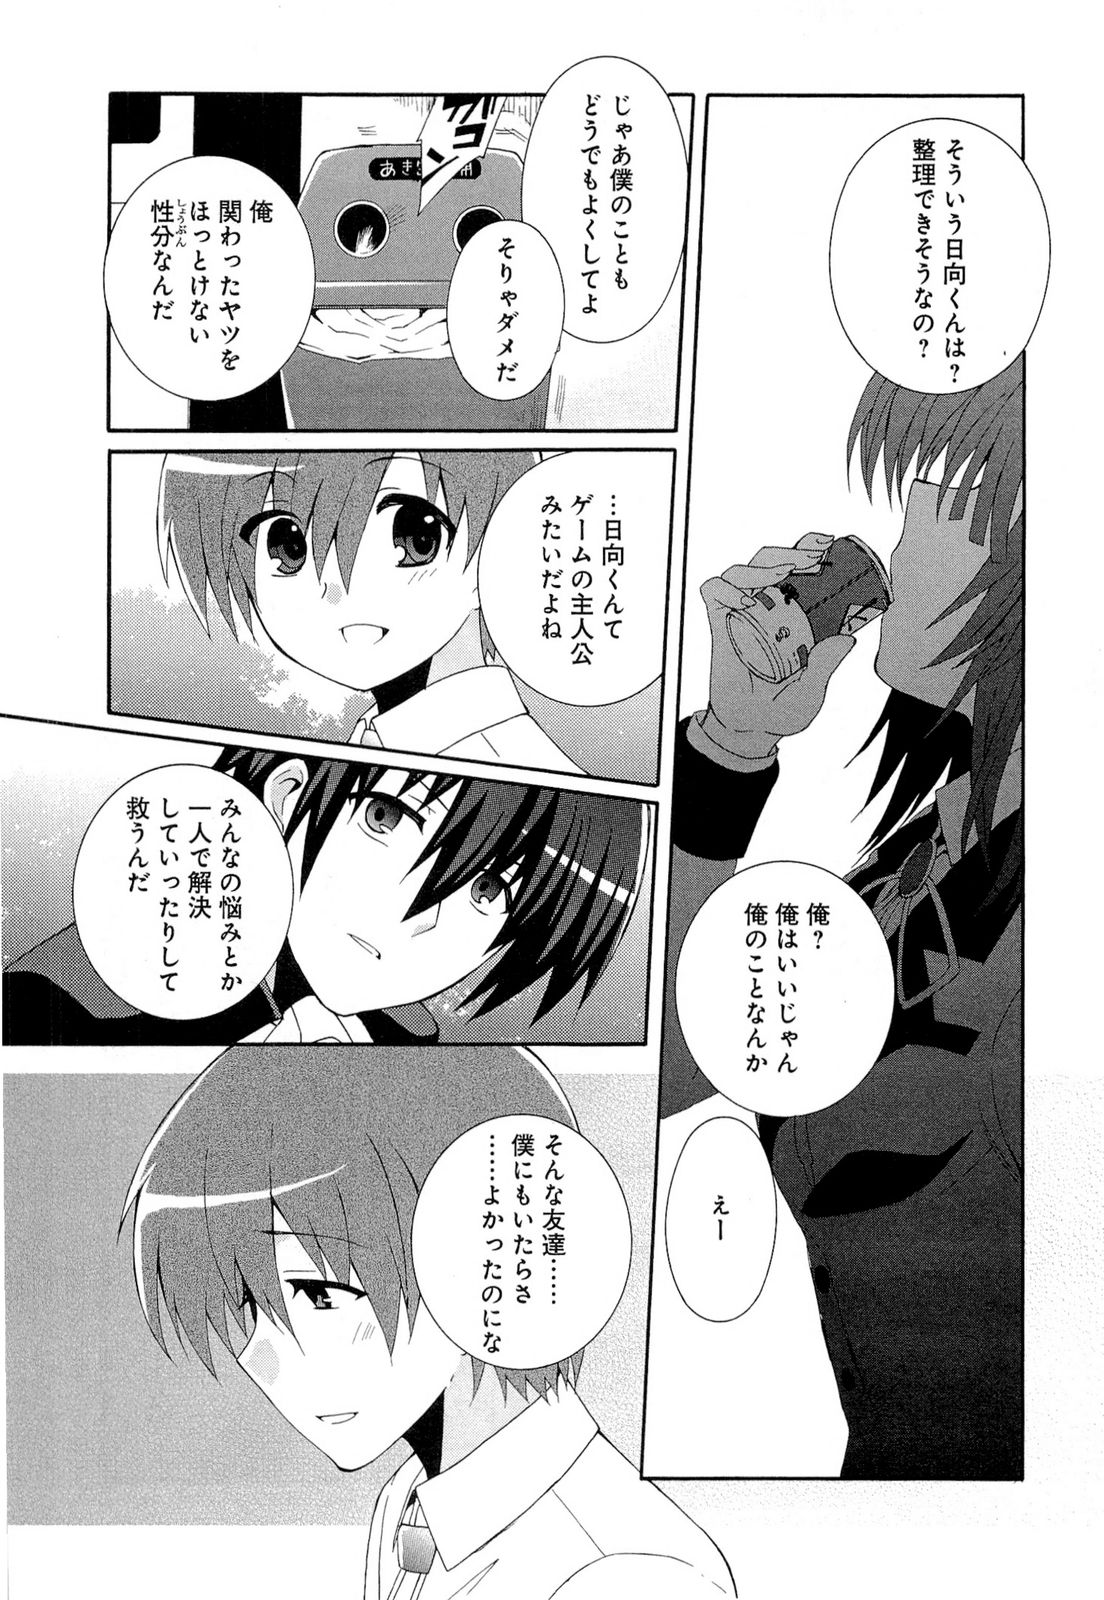 そういう日向くんは?
整理できそうなの?
俺?
俺はいいじゃん
俺のことなんか
えー
じゃあ僕のことも
どうでもよくしてよ
そりゃダメだ
俺
関わったヤツを
ほっとけない
性分なんだ
しょうぶん
ガコン
あき
…日向くんて
ゲームの主人公
みたいだよね
みんなの悩みとか
一人で解決
していったりして
救うんだ
そんな友達……
僕にもいたらさ
……よかったのにな